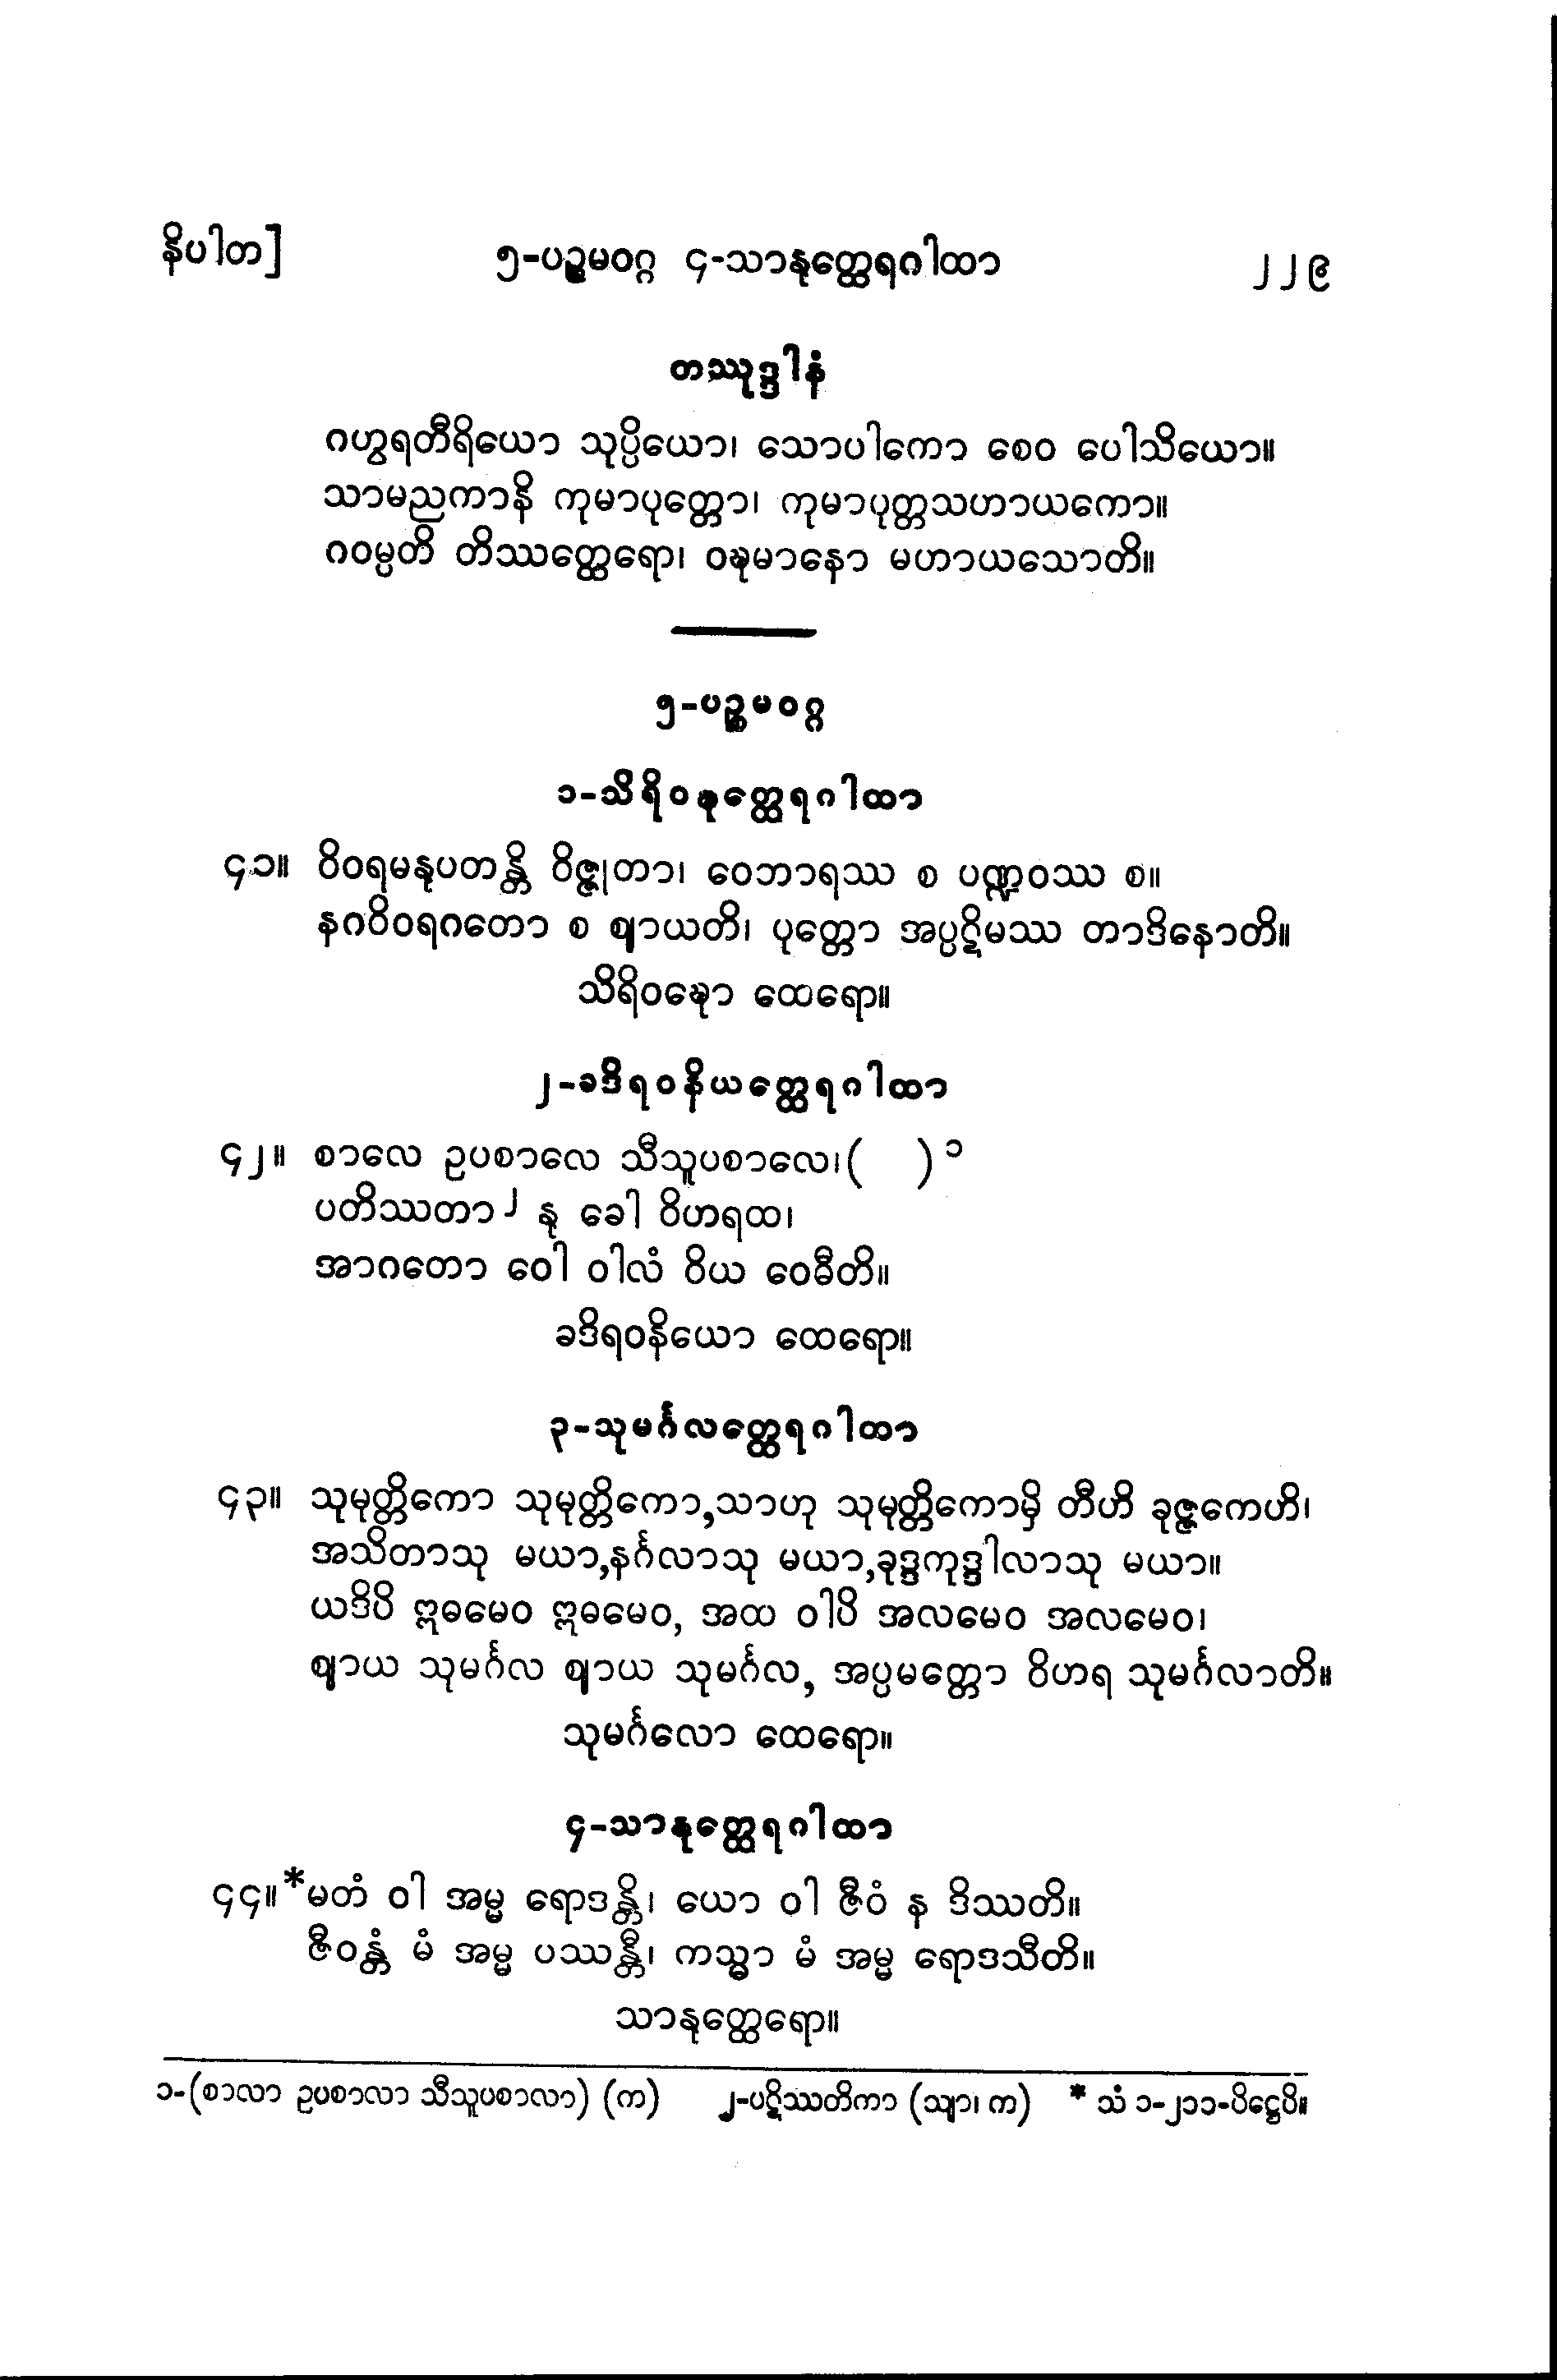 နိပါတ]   ၅-ပဉ္စမဝဂ္ဂ ၄-သာနုတ္ထေရဂါထာ   ၂၂၉
တဿုဒ္ဒါနံ
ဂဟွရတီရိယော သုပ္ပိယော၊ သောပါကော စေဝ ပေါသိယော။
သာမညကာနိ ကုမာပုတ္တော၊ ကုမာပုတ္တသဟာယကော။
ဂဝမ္ပတိ တိဿတ္ထေရော၊ ဝဍ္ဎမာနော မဟာယသောတိ။
၅-ပဉ္စမဝဂ္ဂ
၁-သိရိဝဍ္ဎတ္ထေရဂါထာ
၄၁။ ဝိဝရမနုပတန္တိ ဝိဇ္ဇုတာ၊ ဝေဘာရဿ စ ပဏ္ဍဝဿ စ။
နဂဝိဝရဂတော စ ဈာယတိ၊ ပုတ္တော အပ္ပဋိမဿ တာဒိနောတိ။
သိရိဝဍ္ဎော ထေရော။
၂-ခဒိရဝနိယတ္ထေရဂါထာ
၄၂။ စာလေ ဥပစာလေ သီသူပစာလေ၊( )၁
ပတိဿတာ၂ နု ခေါ ဝိဟရထ၊
အာဂတော ဝေါ ဝါလံ ဝိယ ဝေဓီတိ။
ခဒိရဝနိယော ထေရော။
၃-သုမင်္ဂလတ္ထေရဂါထာ
၄၃။ သုမုတ္တိကော သုမုတ္တိကော,သာဟု သုမုတ္တိကောမှိ တီဟိ ခုဇ္ဇကေဟိ၊
အသိတာသု မယာ,နင်္ဂလာသု မယာ,ခုဒ္ဒကုဒ္ဒါလာသု မယာ။
ယဒိပိ ဣဓမေဝ ဣဓမေဝ, အထ ဝါပိ အလမေဝ အလမေဝ၊
ဈာယ သုမင်္ဂလ ဈာယ သုမင်္ဂလ, အပ္ပမတ္တော ဝိဟရ သုမင်္ဂလာတိ။
သုမင်္ဂလော ထေရော။
၄-သာနုတ္ထေရဂါထာ
၄၄။*မတံ ဝါ အမ္မ ရောဒန္တိ၊ ယော ဝါ ဇီဝံ န ဒိဿတိ။
ဇီဝန္တံ မံ အမ္မ ပဿန္တီ၊ ကသ္မာ မံ အမ္မ ရောဒသီတိ။
သာနုတ္ထေရော။
၁-(စာလာ ဥပစာလာ သီသူပစာလာ) (က)   ၂-ပဋိဿတိကာ (သျာ၊ က)   * သံ ၁-၂၁၁-ပိဋ္ဌေပိ။